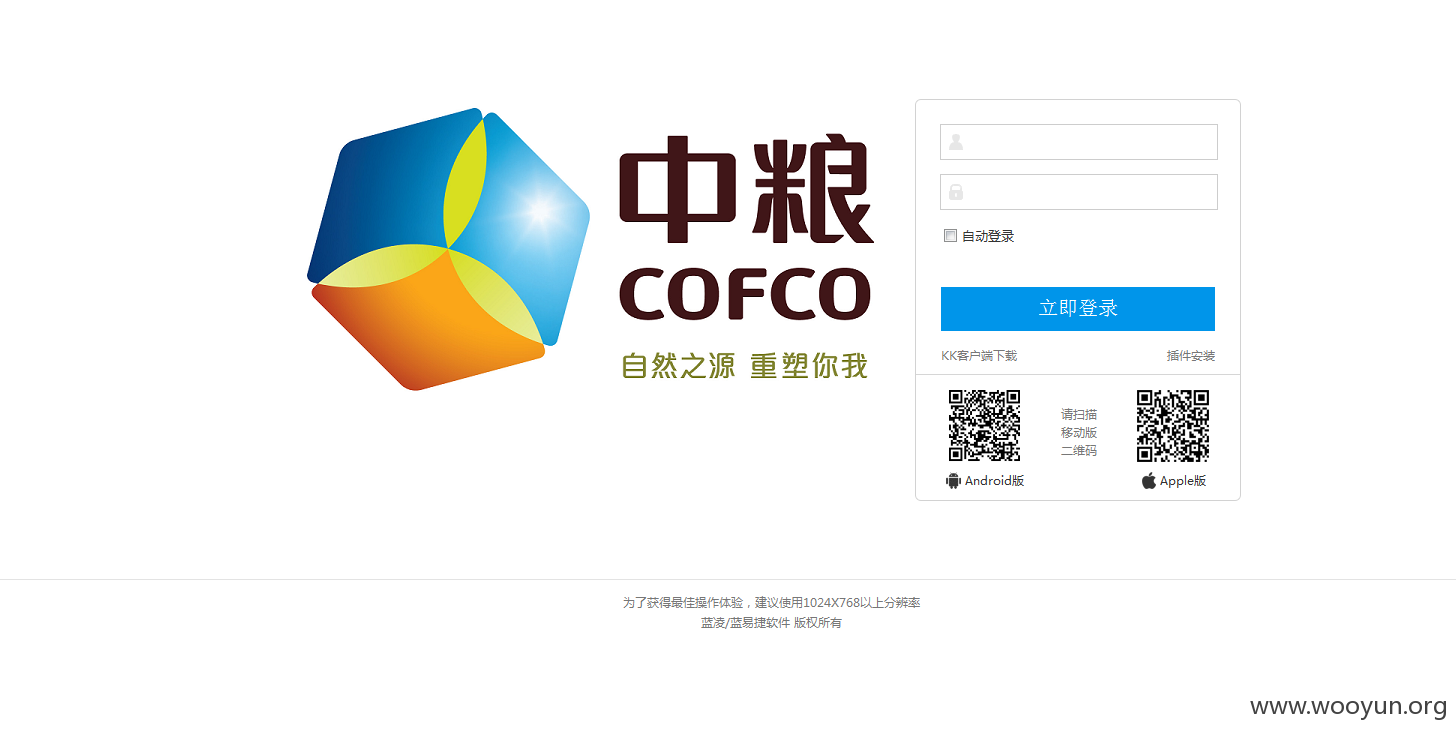 中粮
COFCO
自然之源 重塑你我
自动登录
立即登录
KK客户端下载
插件安装
请扫描
移动版
二维码
Android版
Apple版
为了获得最佳操作体验，建议使用1024X768以上分辨率
蓝凌/蓝易捷软件 版权所有
www.wooyun.org